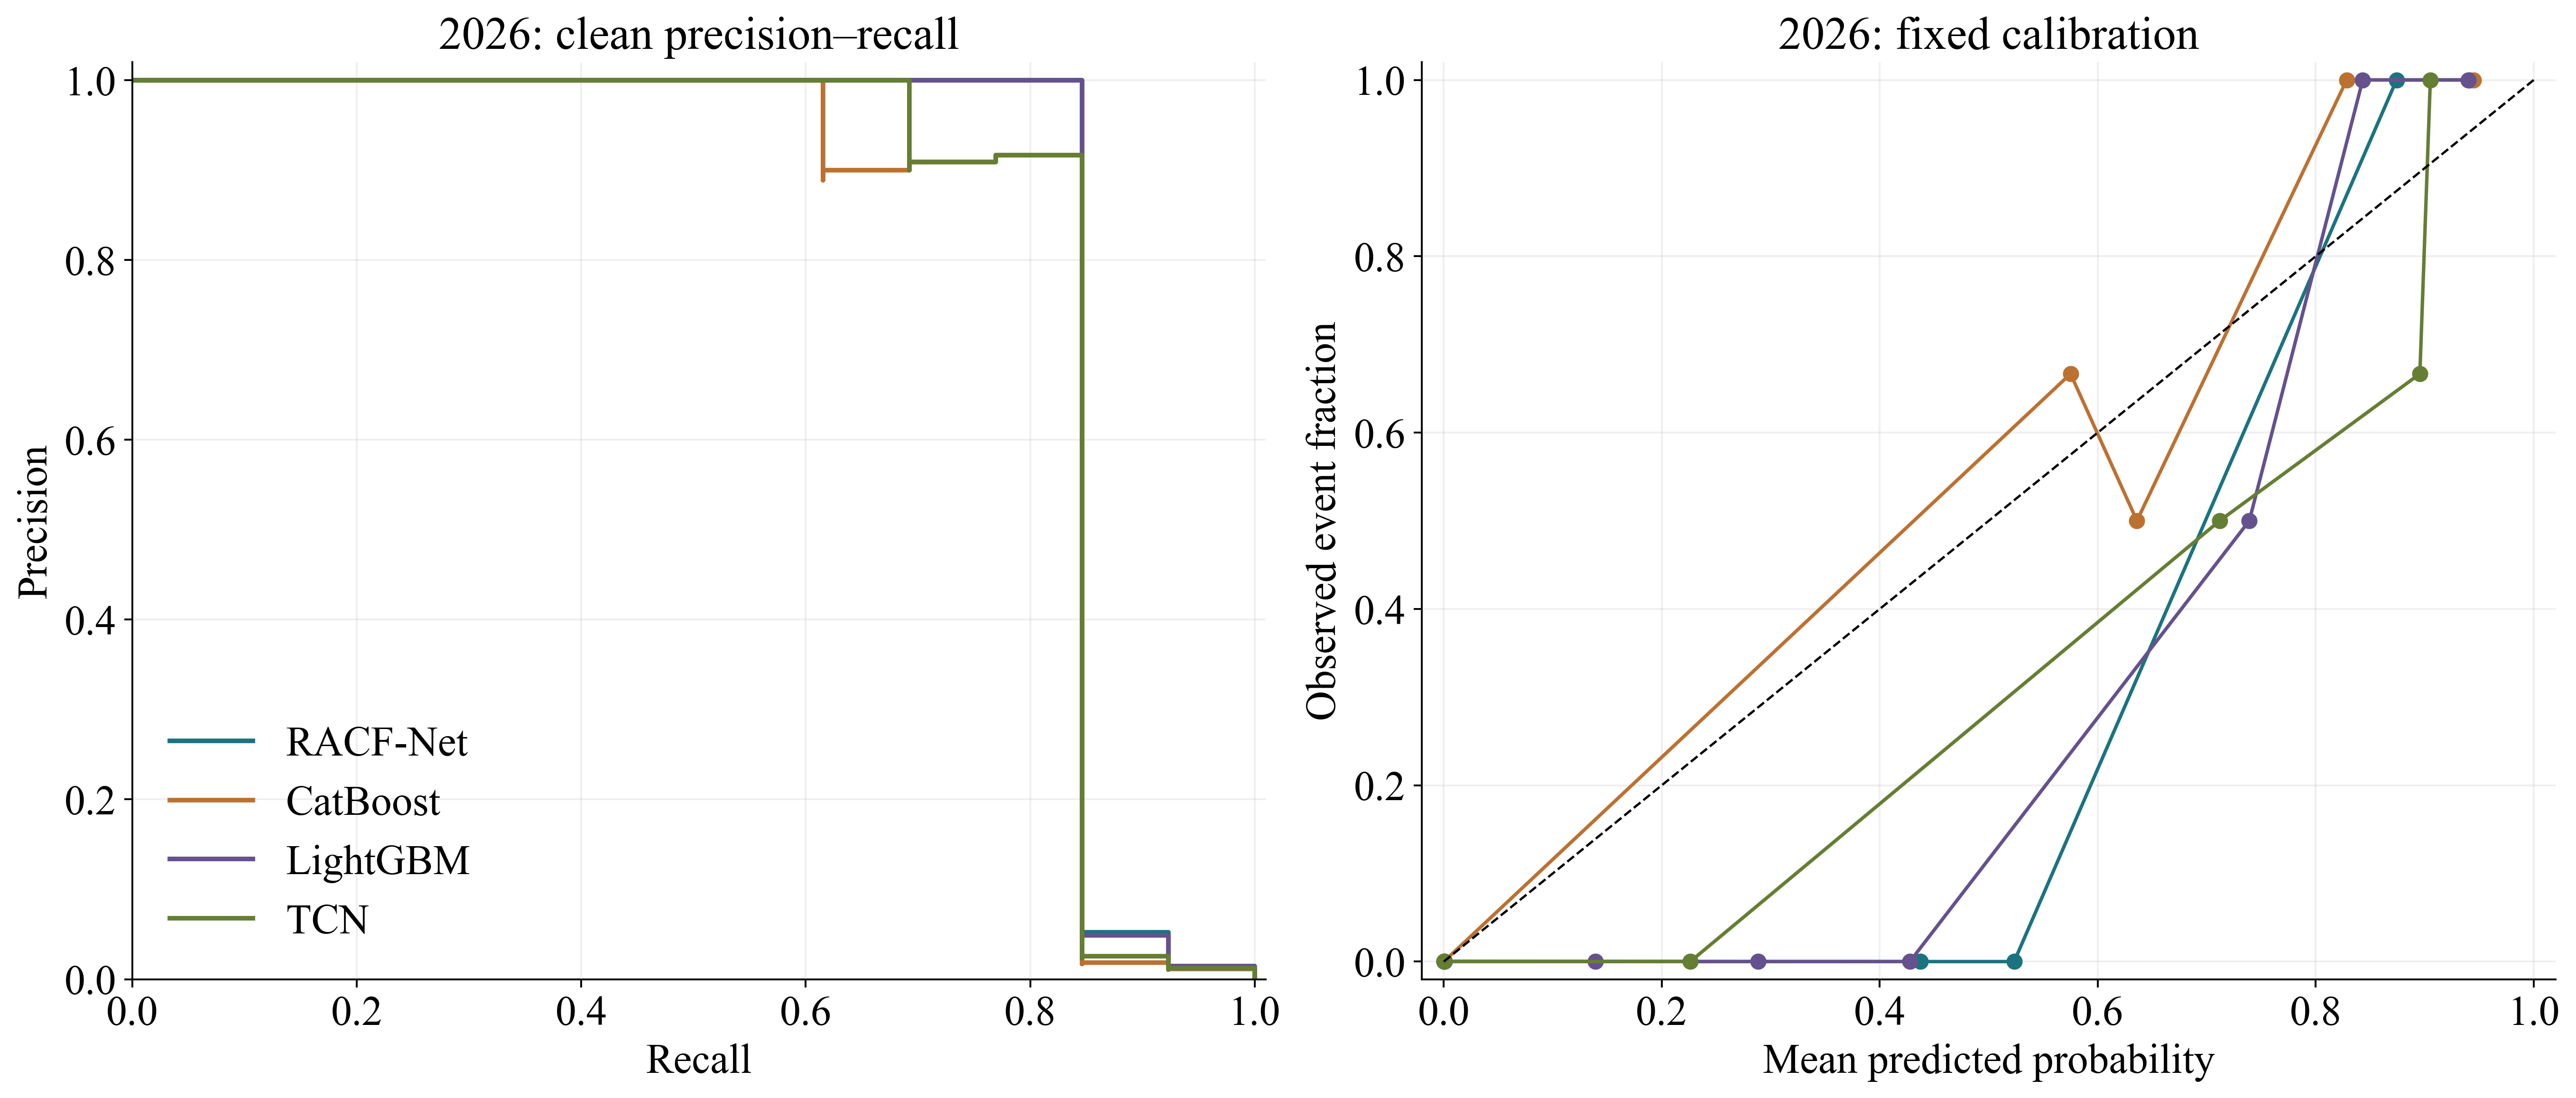 2026: clean precision–recall
1.0
0.8
0.6
0.4
0.2
0.0
Precision
RACF-Net
CatBoost
LightGBM
TCN
0.0 0.2 0.4 0.6 0.8 1.0
Recall
2026: fixed calibration
1.0
0.8
0.6
0.4
0.2
0.0
Observed event fraction
0.0 0.2 0.4 0.6 0.8 1.0
Mean predicted probability